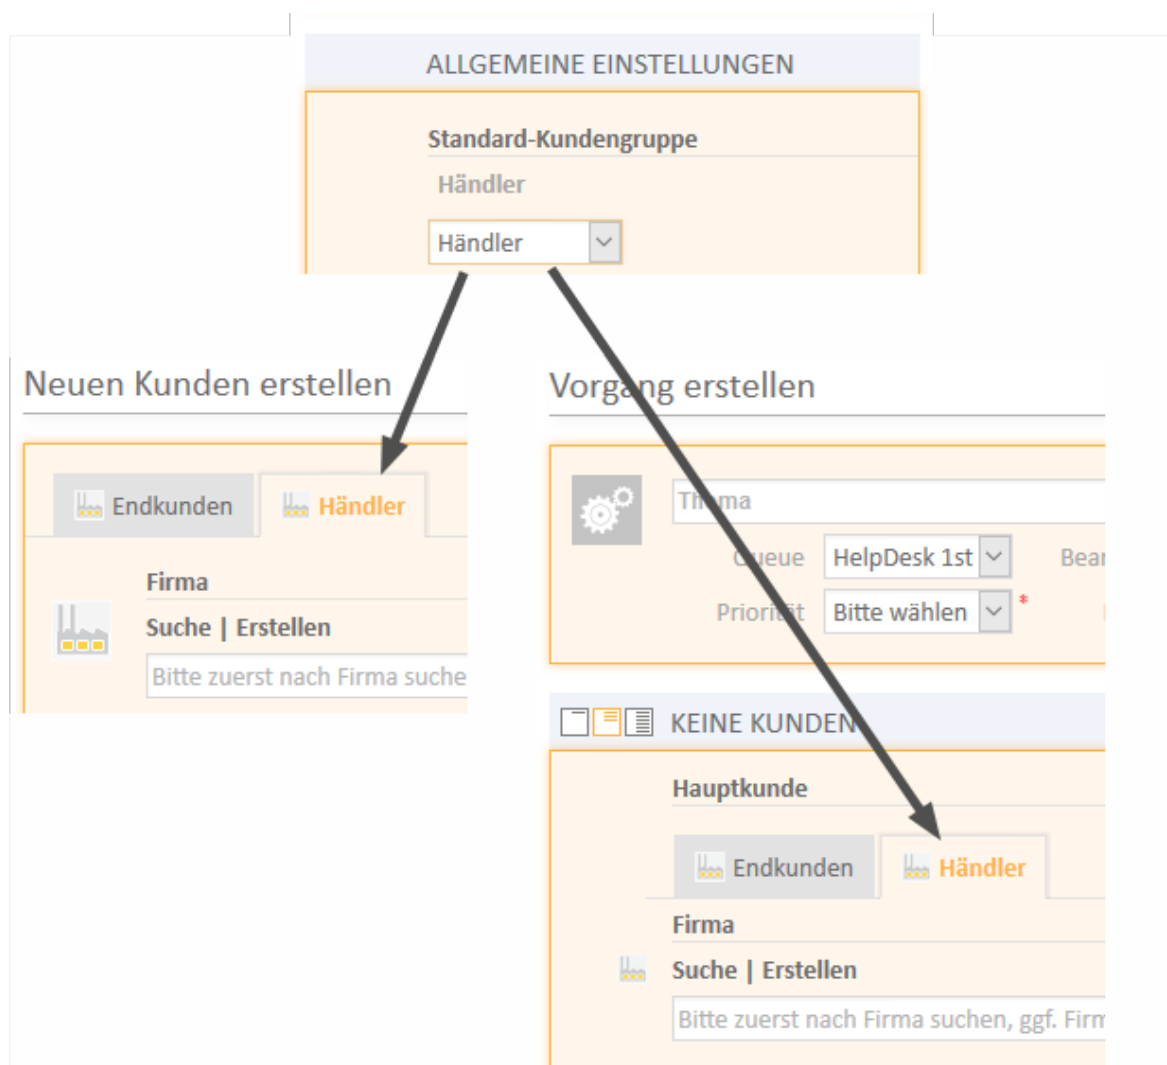 ALLGEMEINE EINSTELLUNGEN
Standard-Kundengruppe
Händler
Händler
Neuen Kunden erstellen
Endkunden Händler
Firma
Suche | Erstellen
Bitte zuerst nach Firma suche
Vorgang erstellen
Thema
Queue HelpDesk 1st Bear
Priorität Bitte wählen *
KEINE KUNDEN
Hauptkunde
Endkunden Händler
Firma
Suche | Erstellen
Bitte zuerst nach Firma suchen, ggf. Firm